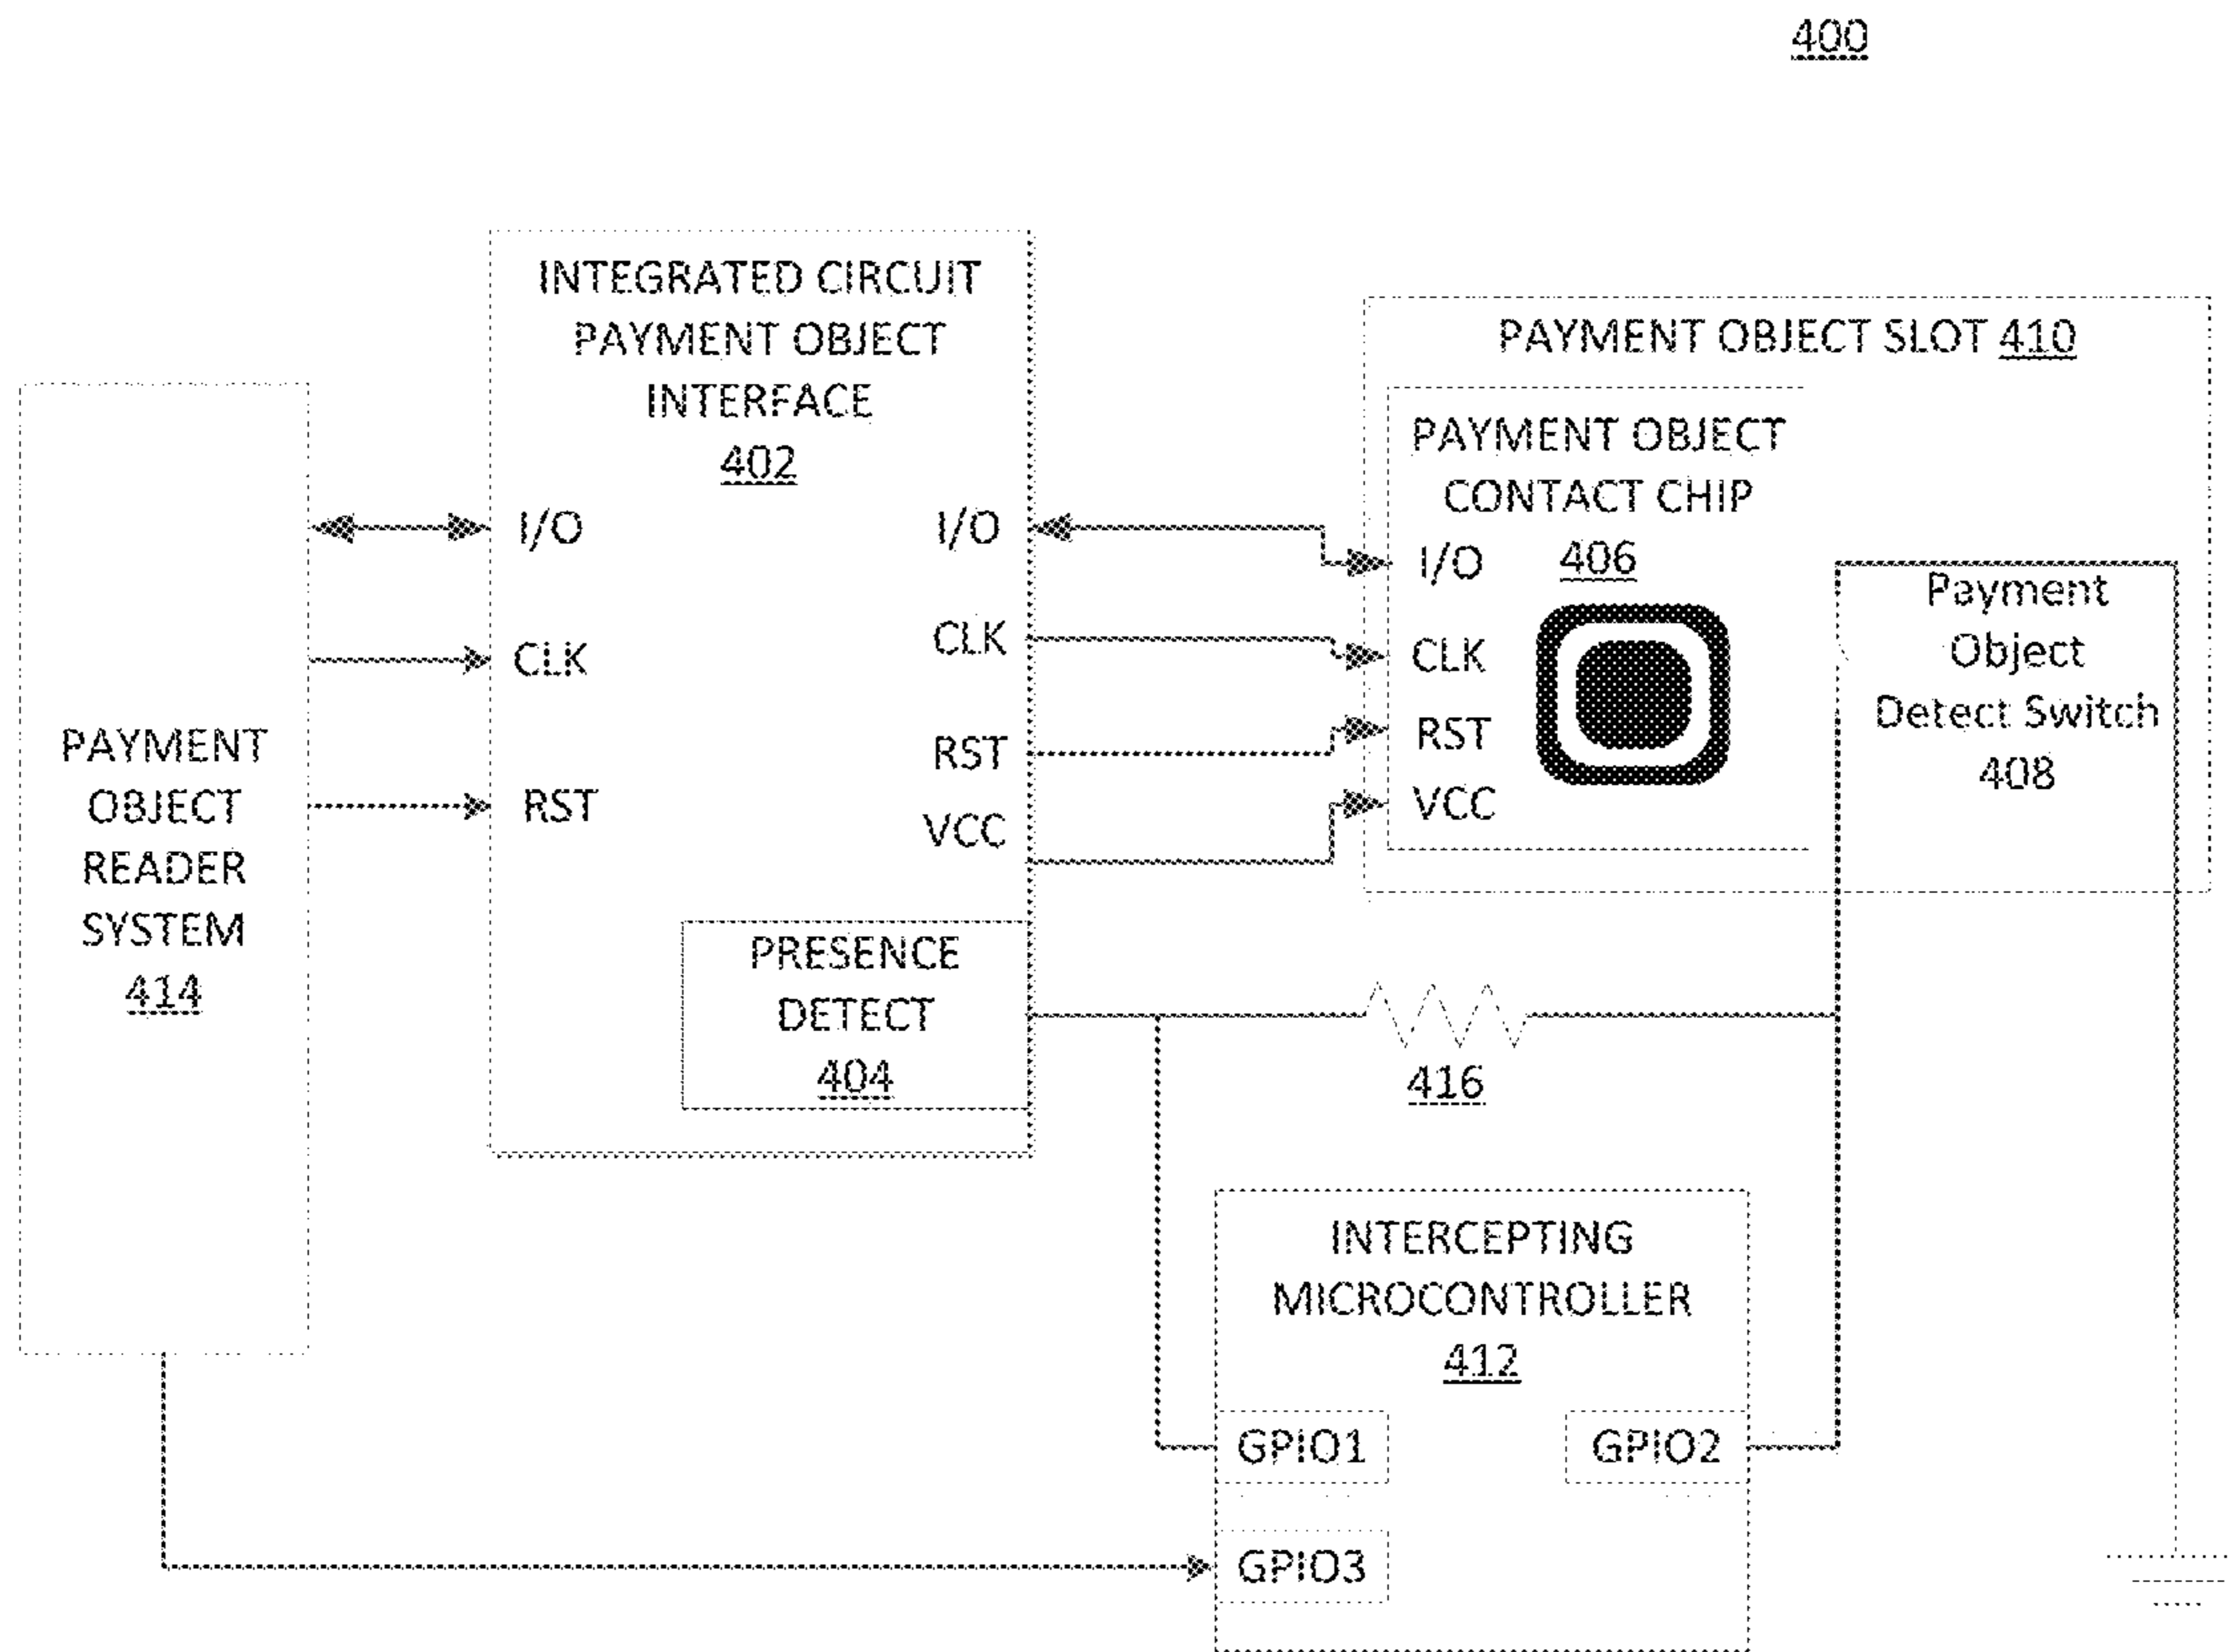 400
INTEGRATED CIRCUIT
PAYMENT OBJECT
INTERFACE
402
I/O
CLK
RST
I/O
CLK
RST
VCC
PRESENCE
DETECT
404
PAYMENT
OBJECT
READER
SYSTEM
414
PAYMENT OBJECT SLOT 410
PAYMENT OBJECT
CONTACT CHIP
406
I/O
CLK
RST
VCC
Payment
Object
Detect Switch
408
416
INTERCEPTING
MICROCONTROLLER
412
GPIO1
GPIO2
GPIO3